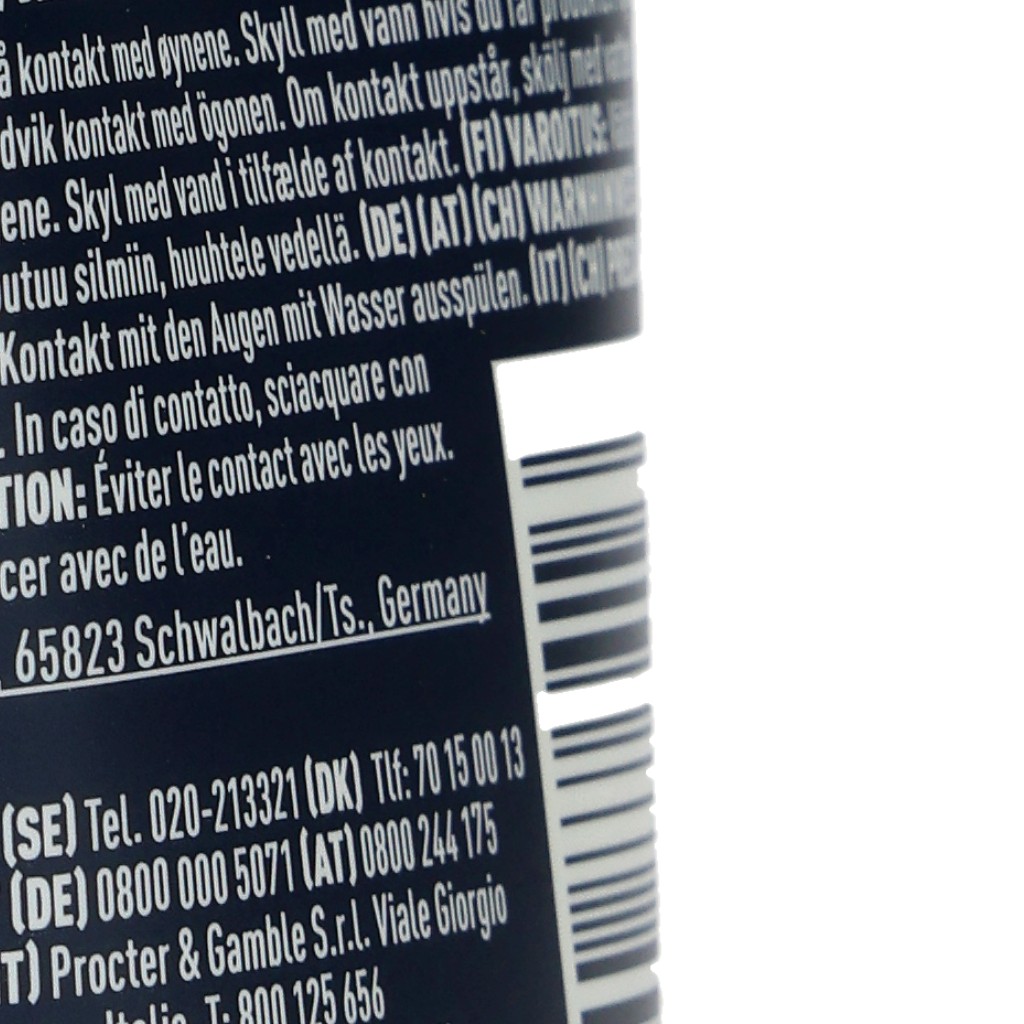 å kontakt med øynene. Skyll med vann hvis du får
dvik kontakt med ögonen. Om kontakt uppstår, skölj med
ene. Skyl med vand i tilfælde af kontakt. (FI) VAROITUS:
utuu silmiin, huuhtele vedellä. (DE) (AT) (CH)
Kontakt mit den Augen mit Wasser ausspülen. (IT) (CH)
. In caso di contatto, sciacquare con
TION: Éviter le contact avec les yeux.
cer avec de l'eau.
65823 Schwalbach/Ts., Germany
(SE) Tel. 020-213321 (DK) Tlf: 70 15 00 13
(DE) 0800 000 5071 (AT) 0800 244 175
T) Procter & Gamble S.r.l. Viale Giorgio
Italia. T: 800 125 656